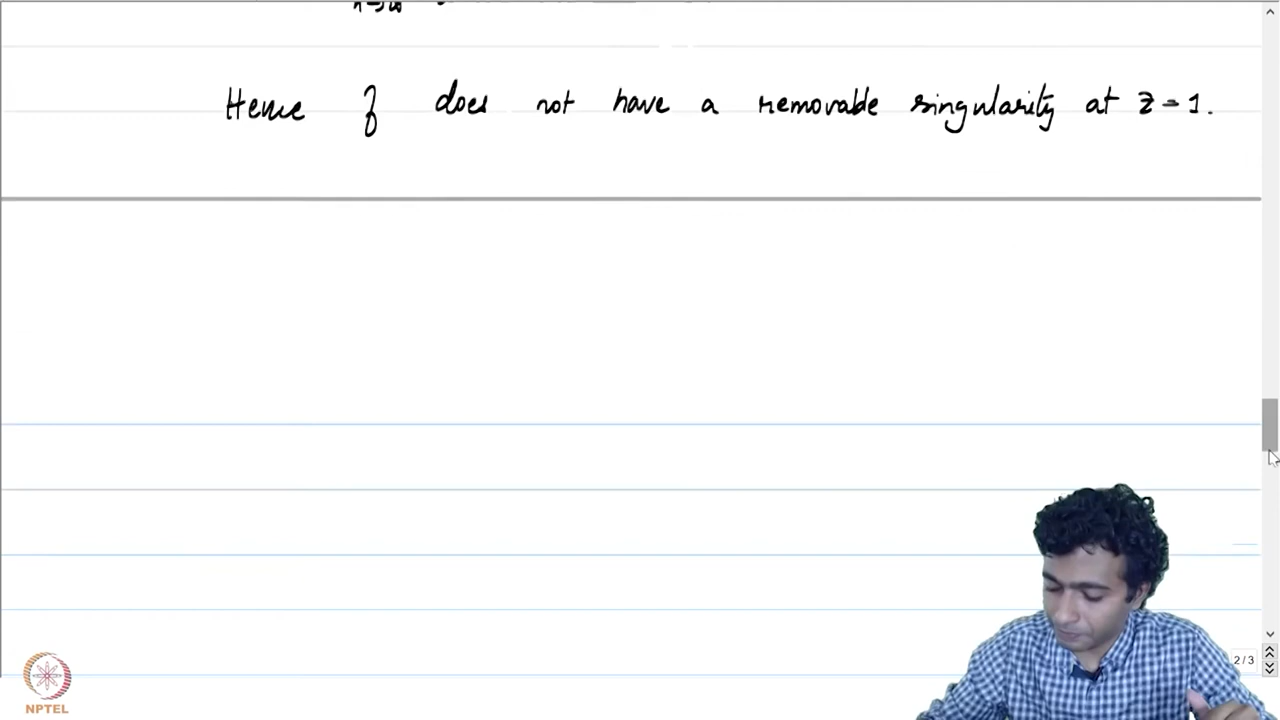 Hence f does not have a removable singularity at z = 1.
2 / 3
NPTEL